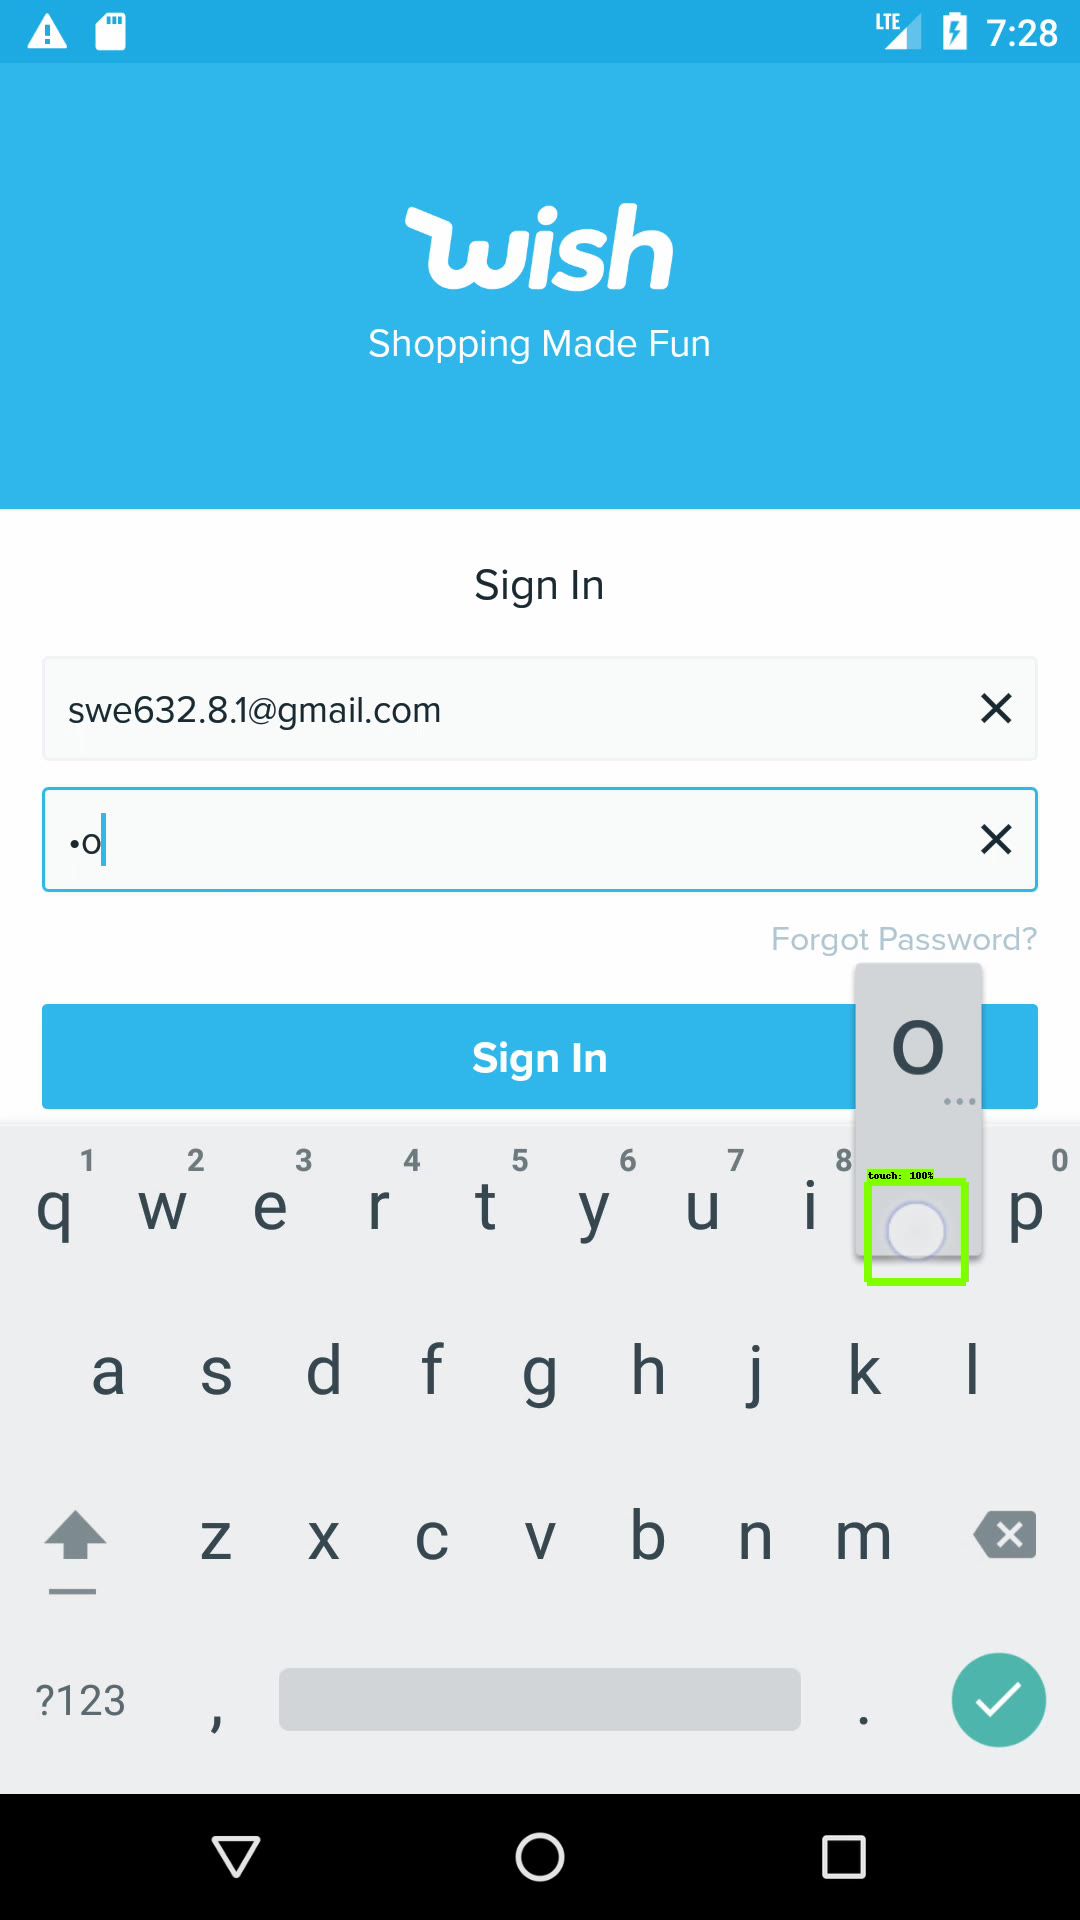 LTE 7:28
wish
Shopping Made Fun
Sign In
swe632.8.1@gmail.com
•o
Forgot Password?
Sign In
o
...
touch: 100%
1 2 3 4 5 6 7 8 0
q w e r t y u i p
a s d f g h j k l
z x c v b n m
?123 , .